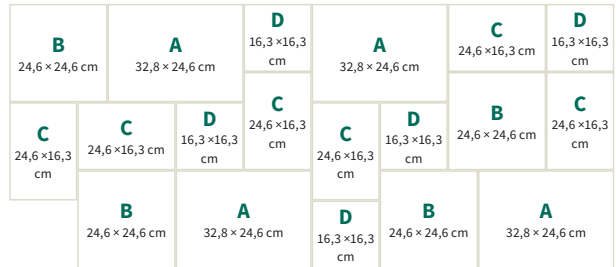 B
24,6 × 24,6 cm
A
32,8 × 24,6 cm
D
16,3 ×16,3
cm
A
32,8 × 24,6 cm
C
24,6 ×16,3 cm
D
16,3 ×16,3
cm
C
24,6 ×16,3
cm
B
24,6 × 24,6 cm
C
24,6 ×16,3
cm
C
24,6 ×16,3
cm
C
24,6 ×16,3 cm
D
16,3 ×16,3
cm
C
24,6 ×16,3
cm
D
16,3 ×16,3
cm
B
24,6 × 24,6 cm
A
32,8 × 24,6 cm
D
16,3 ×16,3
cm
B
24,6 × 24,6 cm
A
32,8 × 24,6 cm